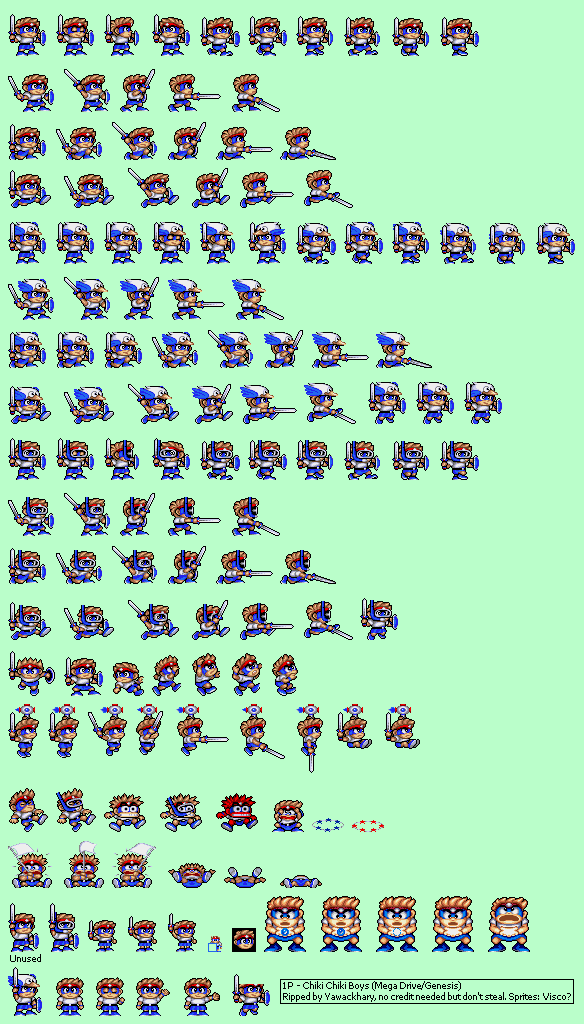 Unused
1P - Chiki Chiki Boys (Mega Drive/Genesis)
Ripped by Yawackhary, no credit needed but don't steal. Sprites: Visco?